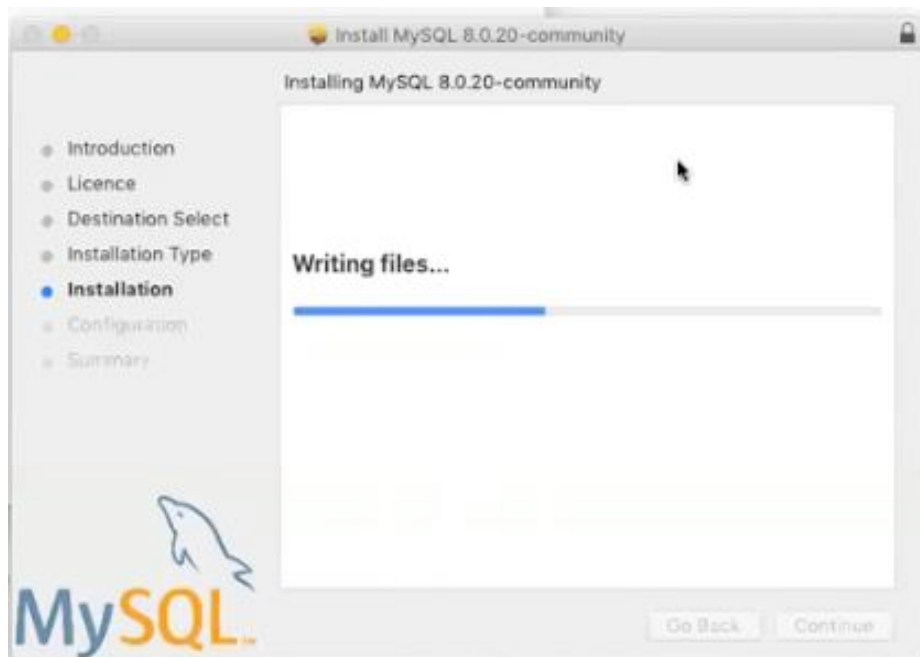 Install MySQL 8.0.20-community
Installing MySQL 8.0.20-community
Introduction
Licence
Destination Select
Installation Type
Installation
Configuration
Summary
Writing files...
MySQL
Go Back
Continue